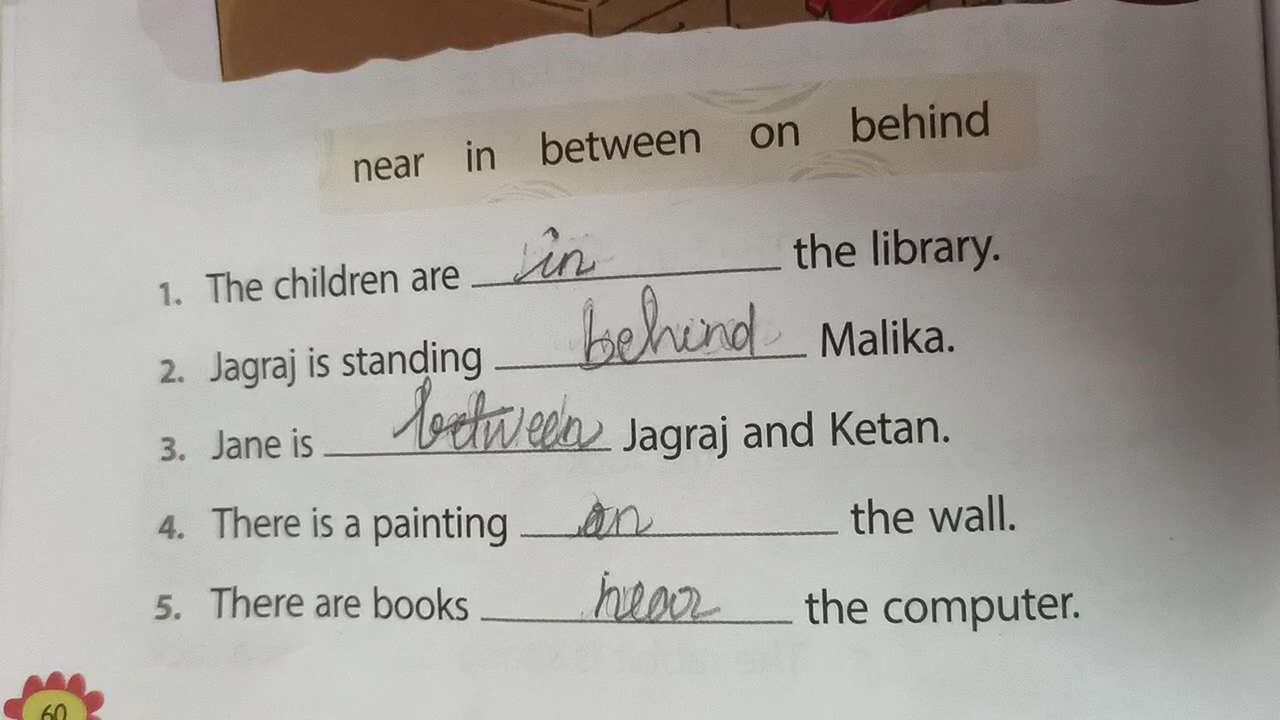 near in between on behind
1. The children are in the library.
2. Jagraj is standing behind Malika.
3. Jane is between Jagraj and Ketan.
4. There is a painting on the wall.
5. There are books near the computer.
60